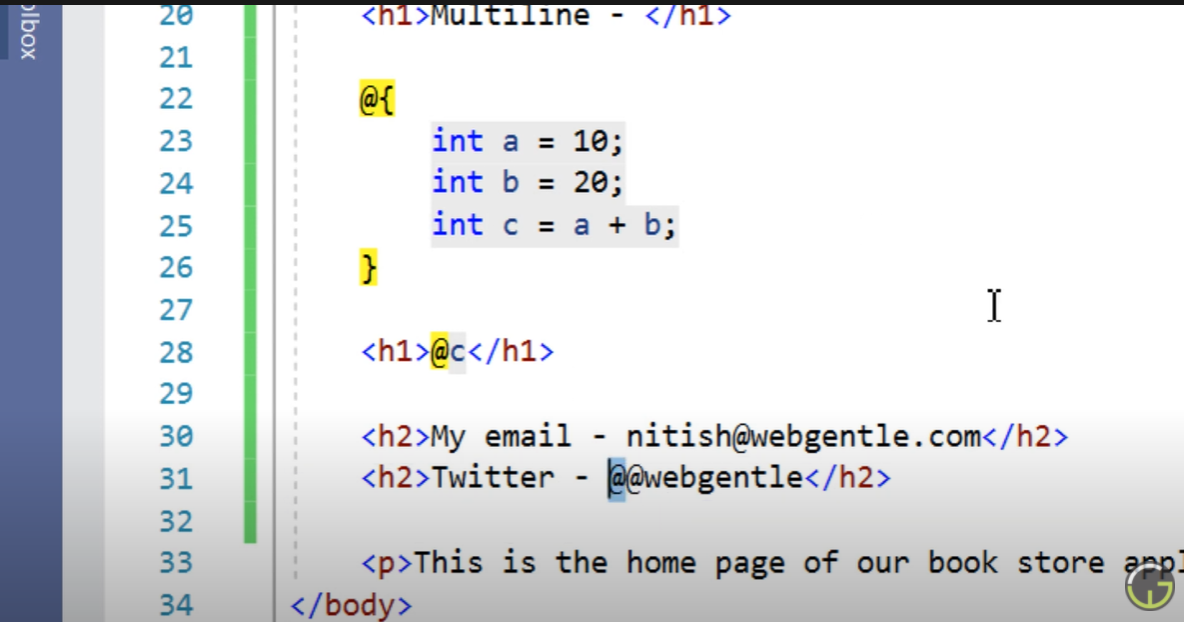 olbox
20 <h1>Multiline - </h1>
21
22 @{
23 int a = 10;
24 int b = 20;
25 int c = a + b;
26 }
27
28 <h1>@c</h1>
29
30 <h2>My email - nitish@webgentle.com</h2>
31 <h2>Twitter - @@webgentle</h2>
32
33 <p>This is the home page of our book store appl
34 </body>